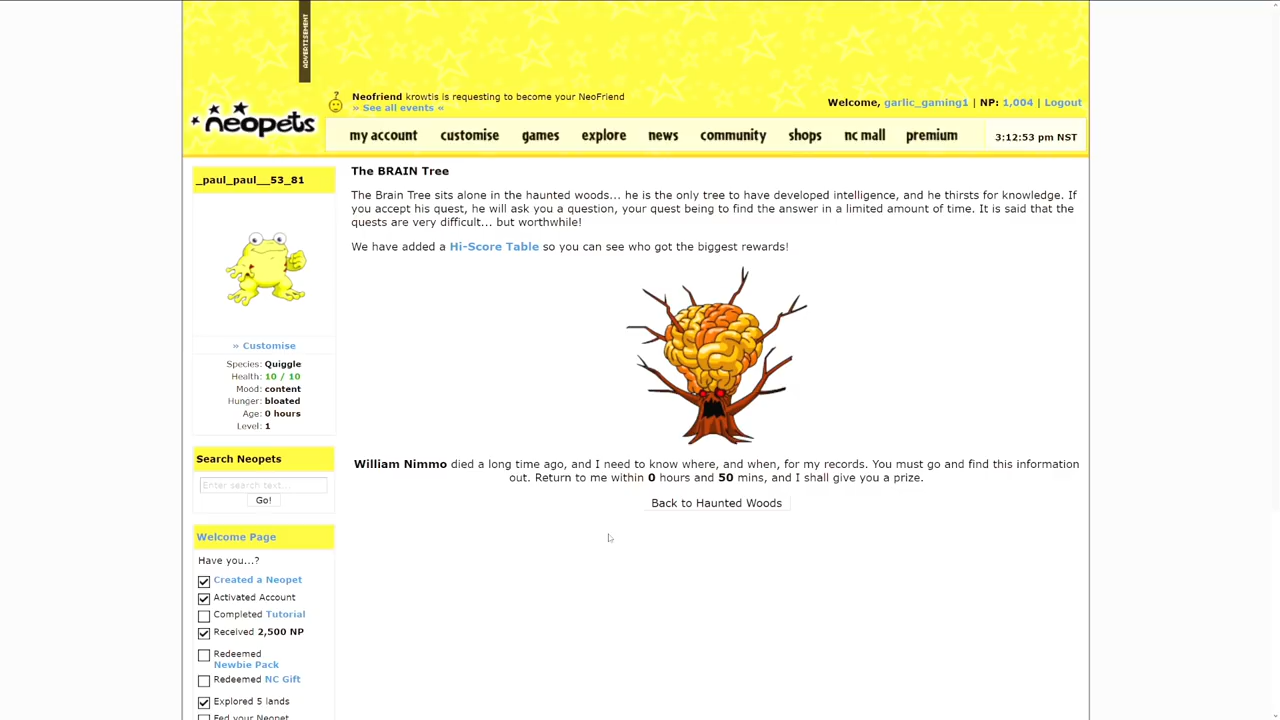 ADVERTISEMENT
Neofriend krowtis is requesting to become your NeoFriend
» See all events «
Welcome, garlic_gaming1 | NP: 1,004 | Logout
neopets
my account customise games explore news community shops nc mall premium 3:12:53 pm NST
_paul_paul__53_81
» Customise
Species: Quiggle
Health: 10 / 10
Mood: content
Hunger: bloated
Age: 0 hours
Level: 1
Search Neopets
Enter search text...
Go!
Welcome Page
Have you...?
Created a Neopet
Activated Account
Completed Tutorial
Received 2,500 NP
Redeemed
Newbie Pack
Redeemed NC Gift
Explored 5 lands
Fed your Neopet
The BRAIN Tree
The Brain Tree sits alone in the haunted woods... he is the only tree to have developed intelligence, and he thirsts for knowledge. If
you accept his quest, he will ask you a question, your quest being to find the answer in a limited amount of time. It is said that the
quests are very difficult... but worthwhile!
We have added a Hi-Score Table so you can see who got the biggest rewards!
William Nimmo died a long time ago, and I need to know where, and when, for my records. You must go and find this information
out. Return to me within 0 hours and 50 mins, and I shall give you a prize.
Back to Haunted Woods